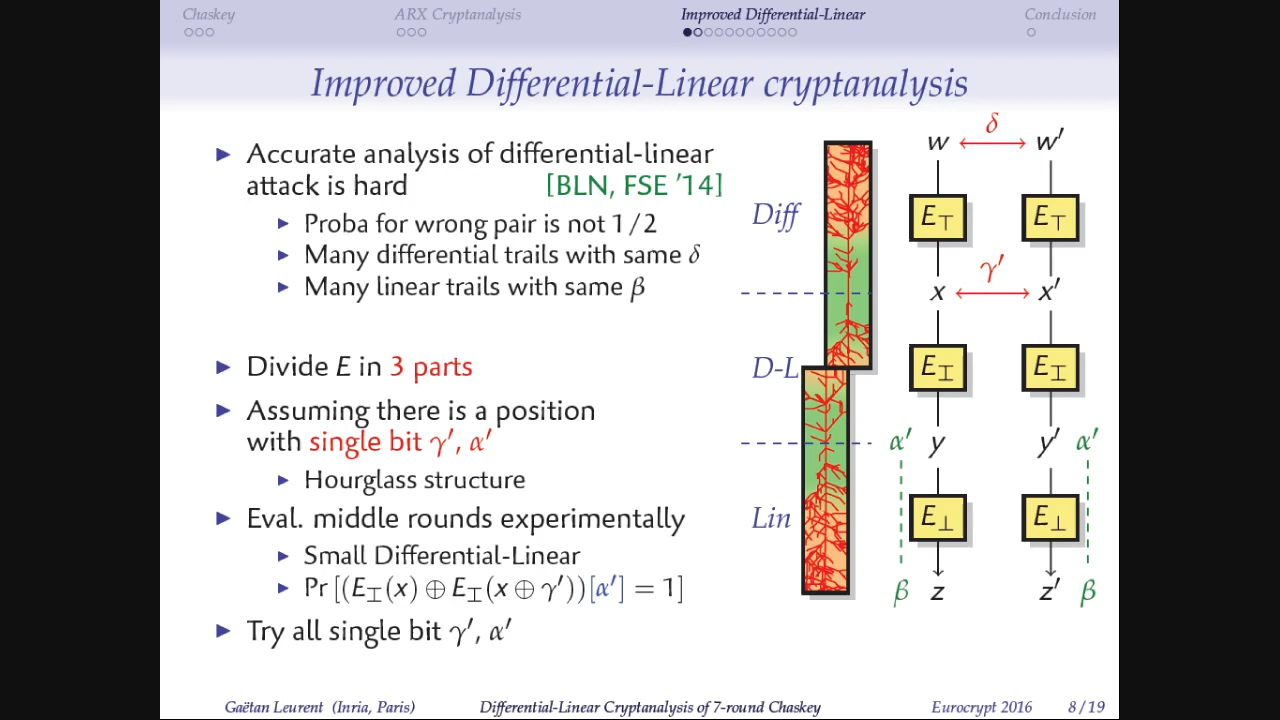 Chaskey
ARX Cryptanalysis
Improved Differential-Linear
Conclusion
Improved Differential-Linear cryptanalysis
▶ Accurate analysis of differential-linear
attack is hard [BLN, FSE ’14]
▶ Proba for wrong pair is not 1/2
▶ Many differential trails with same δ
▶ Many linear trails with same β
▶ Divide E in 3 parts
▶ Assuming there is a position
with single bit γ′, α′
▶ Hourglass structure
▶ Eval. middle rounds experimentally
▶ Small Differential-Linear
▶ Pr [(E⌶(x) ⊕ E⌶(x ⊕ γ′))[α′] = 1]
▶ Try all single bit γ′, α′
Diff
D-L
Lin
w δ w′
E⊤ E⊤
x γ′ x′
E⌶ E⌶
α′ y y′ α′
E⊥ E⊥
β z z′ β
Gaëtan Leurent (Inria, Paris)
Differential-Linear Cryptanalysis of 7-round Chaskey
Eurocrypt 2016
8 / 19